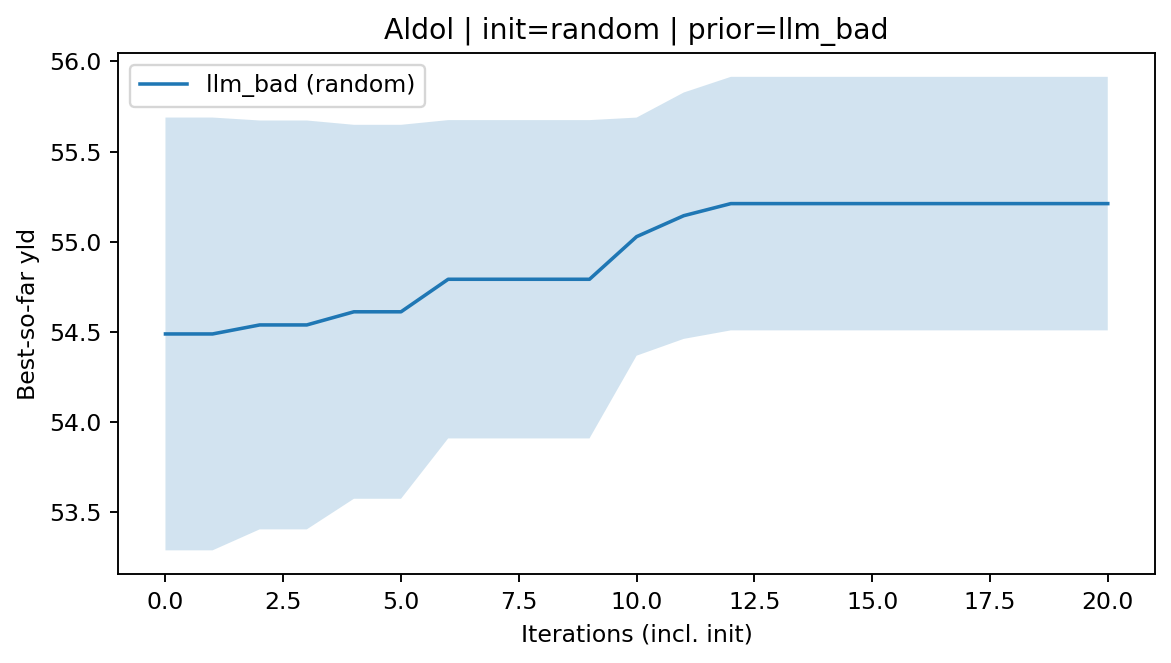 Aldol | init=random | prior=llm_bad
llm_bad (random)
Best-so-far yld
56.0
55.5
55.0
54.5
54.0
53.5
0.0 2.5 5.0 7.5 10.0 12.5 15.0 17.5 20.0
Iterations (incl. init)